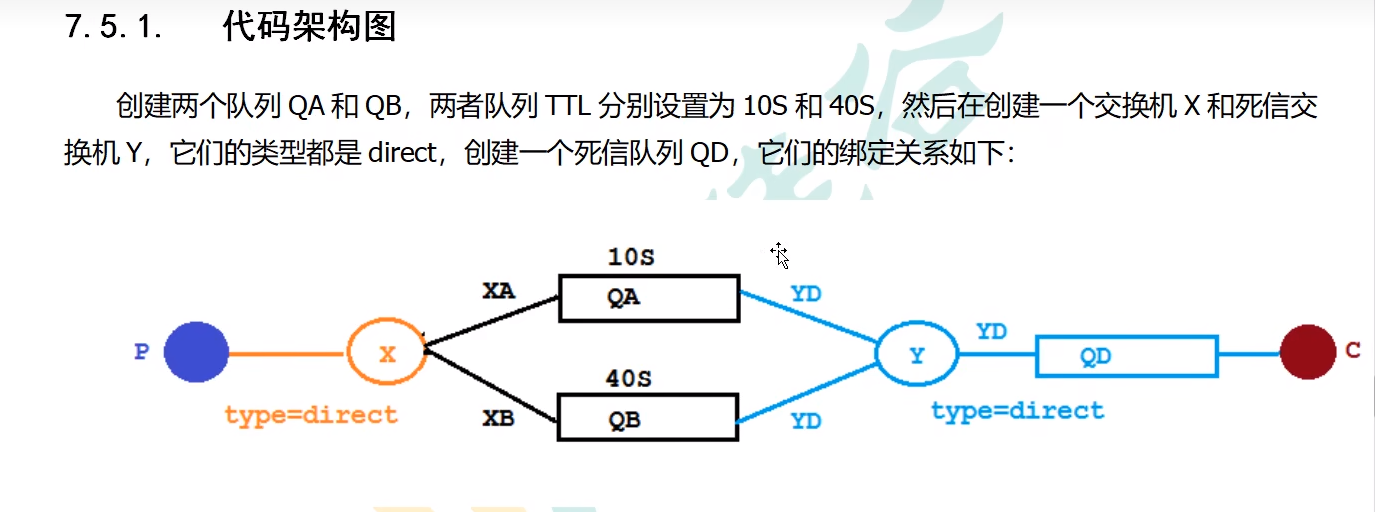 7.5.1. 代码架构图
创建两个队列 QA 和 QB，两者队列 TTL 分别设置为 10S 和 40S，然后在创建一个交换机 X 和死信交
换机 Y，它们的类型都是 direct，创建一个死信队列 QD，它们的绑定关系如下：
10S
XA
QA
YD
P
X
YD
Y
QD
C
40S
type=direct
XB
QB
YD
type=direct